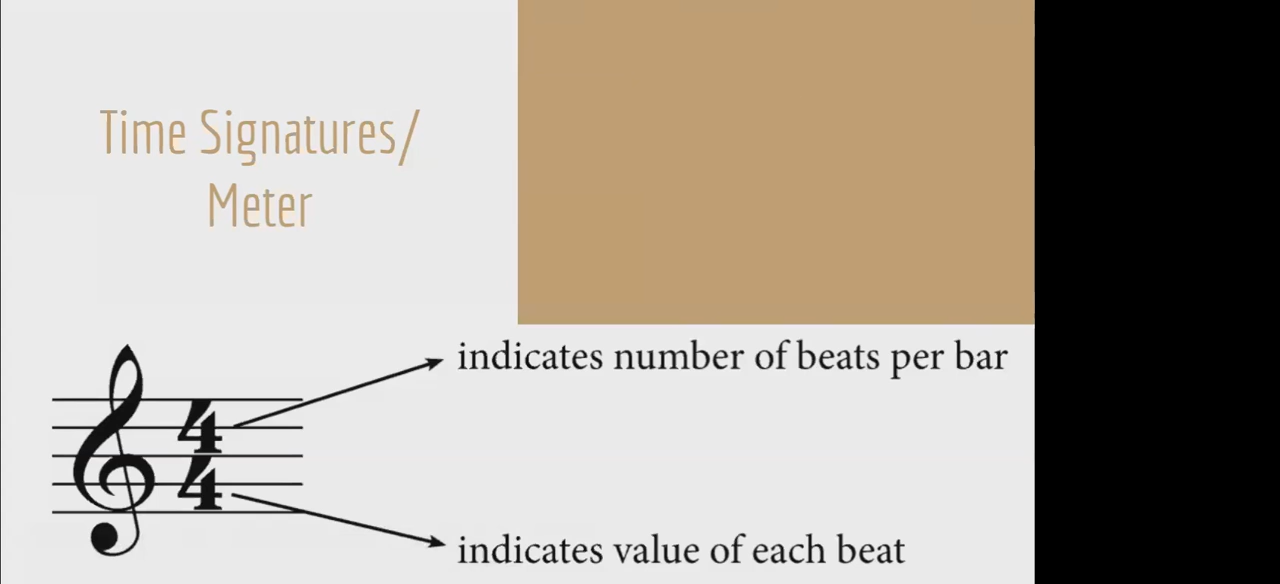 Time Signatures/
Meter
indicates number of beats per bar
4
4
indicates value of each beat